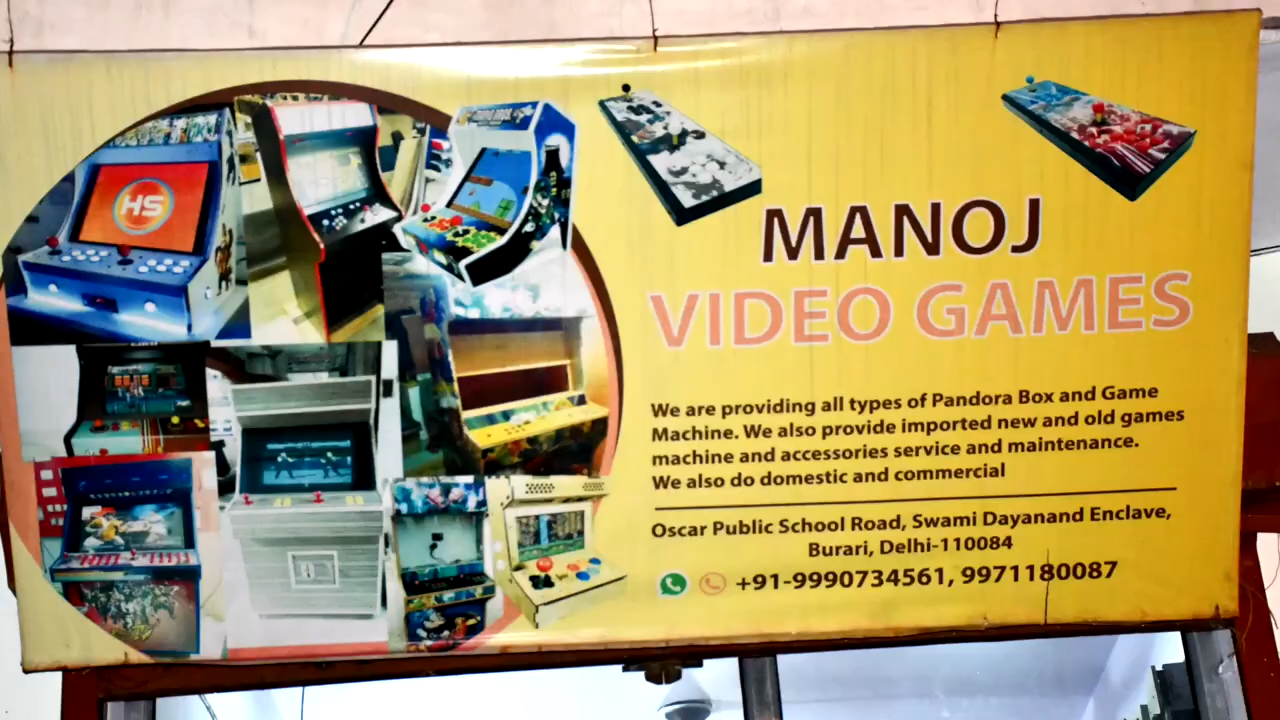 HS
MANOJ
VIDEO GAMES
We are providing all types of Pandora Box and Game
Machine. We also provide imported new and old games
machine and accessories service and maintenance.
We also do domestic and commercial
Oscar Public School Road, Swami Dayanand Enclave,
Burari, Delhi-110084
+91-9990734561, 9971180087